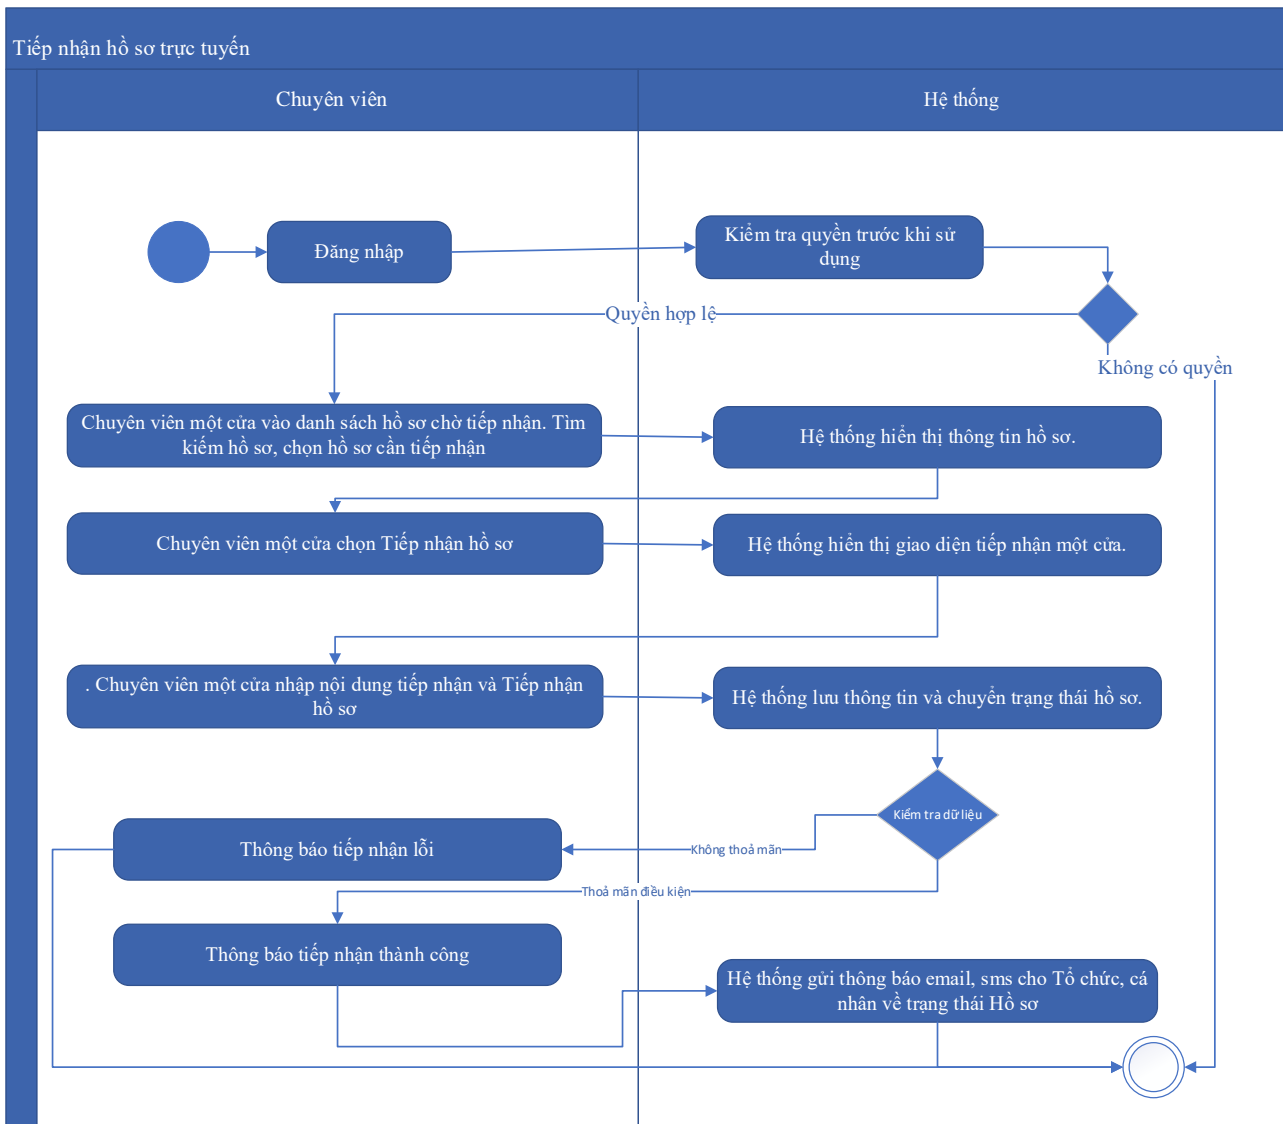 Tiếp nhận hồ sơ trực tuyến
Chuyên viên
Hệ thống
Đăng nhập
Kiểm tra quyền trước khi sử
dụng
Quyền hợp lệ
Không có quyền
Chuyên viên một cửa vào danh sách hồ sơ chờ tiếp nhận. Tìm
kiếm hồ sơ, chọn hồ sơ cần tiếp nhận
Hệ thống hiển thị thông tin hồ sơ.
Chuyên viên một cửa chọn Tiếp nhận hồ sơ
Hệ thống hiển thị giao diện tiếp nhận một cửa.
. Chuyên viên một cửa nhập nội dung tiếp nhận và Tiếp nhận
hồ sơ
Hệ thống lưu thông tin và chuyển trạng thái hồ sơ.
Kiểm tra dữ liệu
Không thoả mãn
Thông báo tiếp nhận lỗi
Thoả mãn điều kiện
Thông báo tiếp nhận thành công
Hệ thống gửi thông báo email, sms cho Tổ chức, cá
nhân về trạng thái Hồ sơ